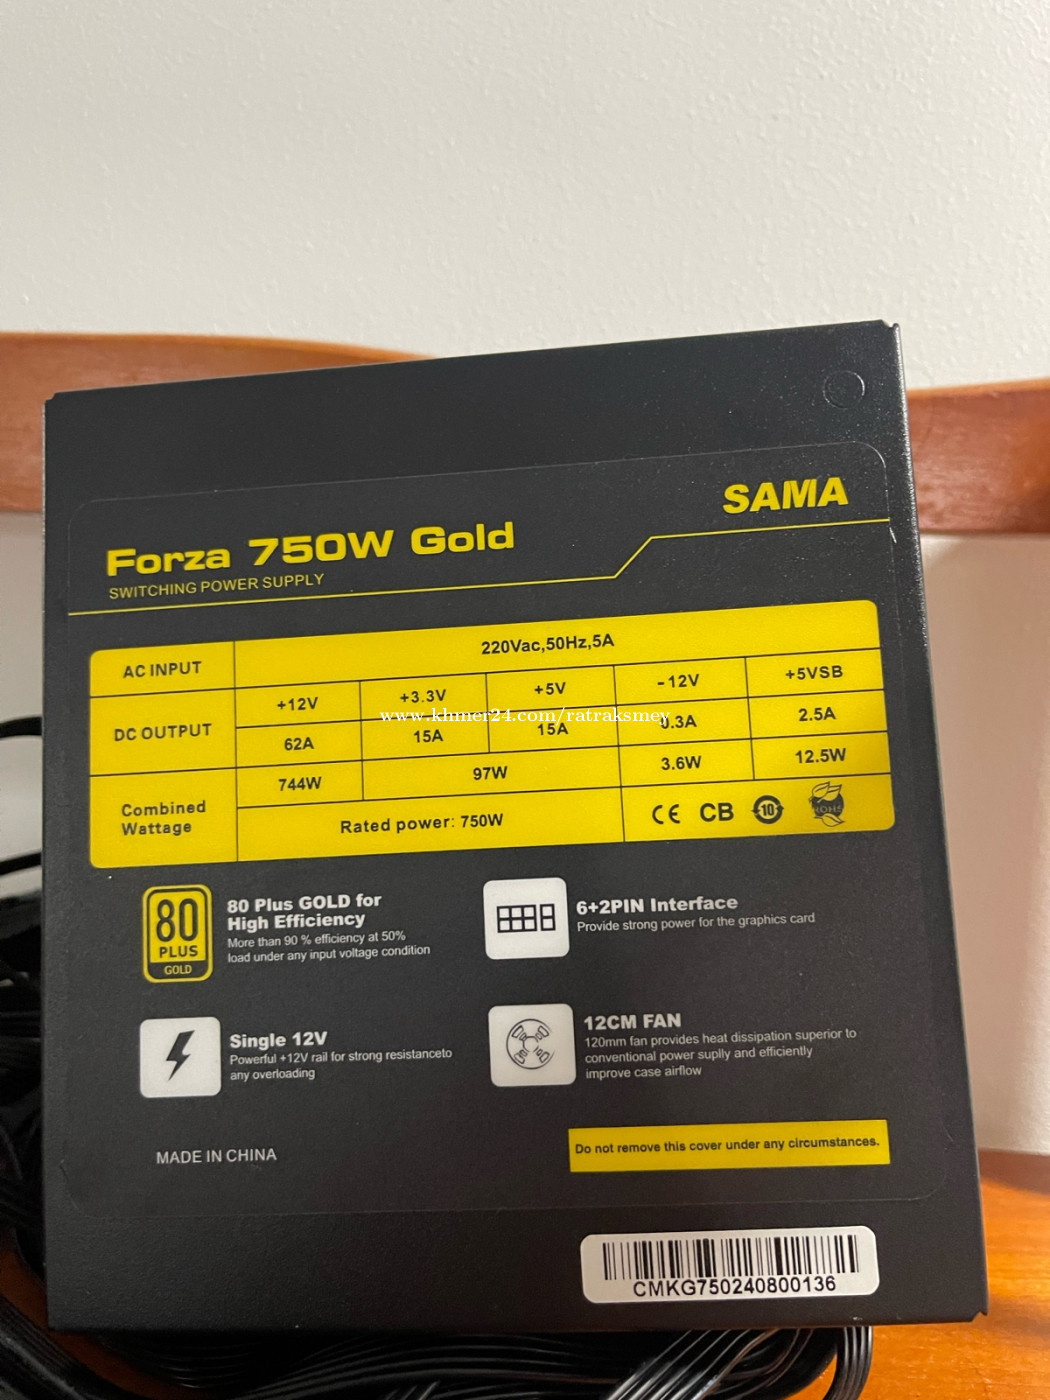 SAMA
Forza 750W Gold
SWITCHING POWER SUPPLY
AC INPUT 220Vac,50Hz,5A
DC OUTPUT +12V +3.3V +5V -12V +5VSB
www.khmer24.com/ratraksmey
62A 15A 15A 0.3A 2.5A
Combined Wattage 744W 97W 3.6W 12.5W
Rated power: 750W CE CB 10 ROHS
80 PLUS GOLD
80 Plus GOLD for
High Efficiency
More than 90 % efficiency at 50%
load under any input voltage condition
6+2PIN Interface
Provide strong power for the graphics card
Single 12V
Powerful +12V rail for strong resistanceto
any overloading
12CM FAN
120mm fan provides heat dissipation superior to
conventional power suplly and efficiently
improve case airflow
MADE IN CHINA
Do not remove this cover under any circumstances.
CMKG750240800136